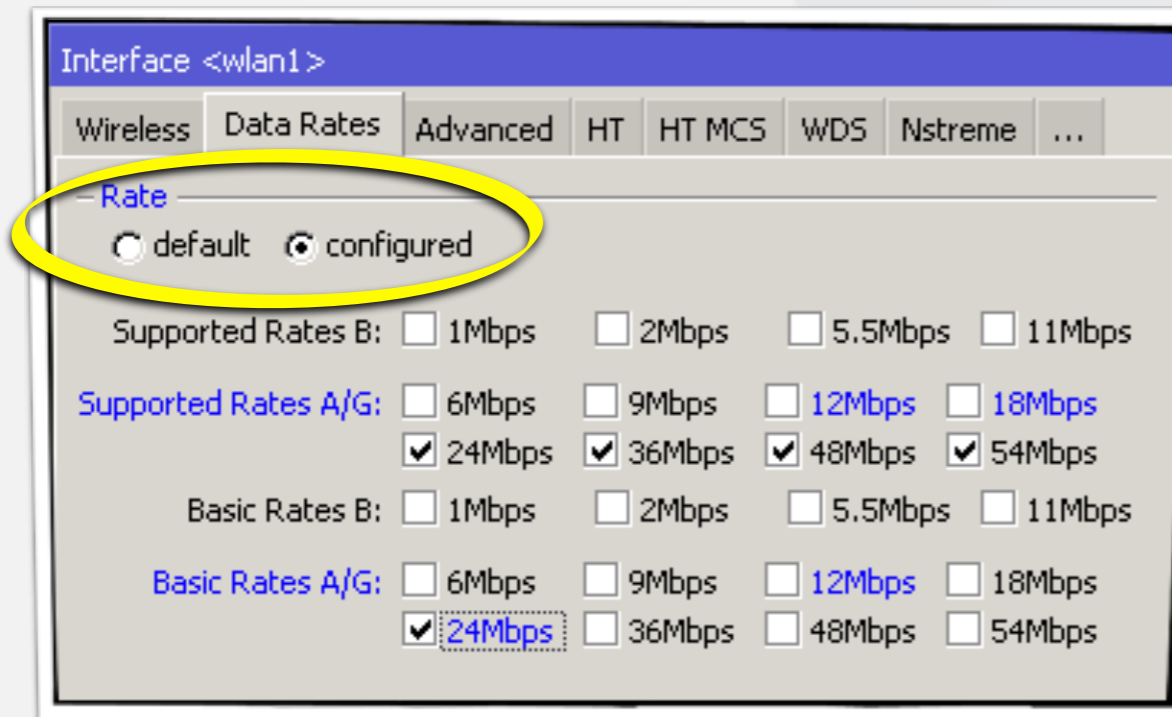 Interface <wlan1>
Wireless Data Rates Advanced HT HT MCS WDS Nstreme ...
Rate
default configured
Supported Rates B: 1Mbps 2Mbps 5.5Mbps 11Mbps
Supported Rates A/G: 6Mbps 9Mbps 12Mbps 18Mbps
24Mbps 36Mbps 48Mbps 54Mbps
Basic Rates B: 1Mbps 2Mbps 5.5Mbps 11Mbps
Basic Rates A/G: 6Mbps 9Mbps 12Mbps 18Mbps
24Mbps 36Mbps 48Mbps 54Mbps